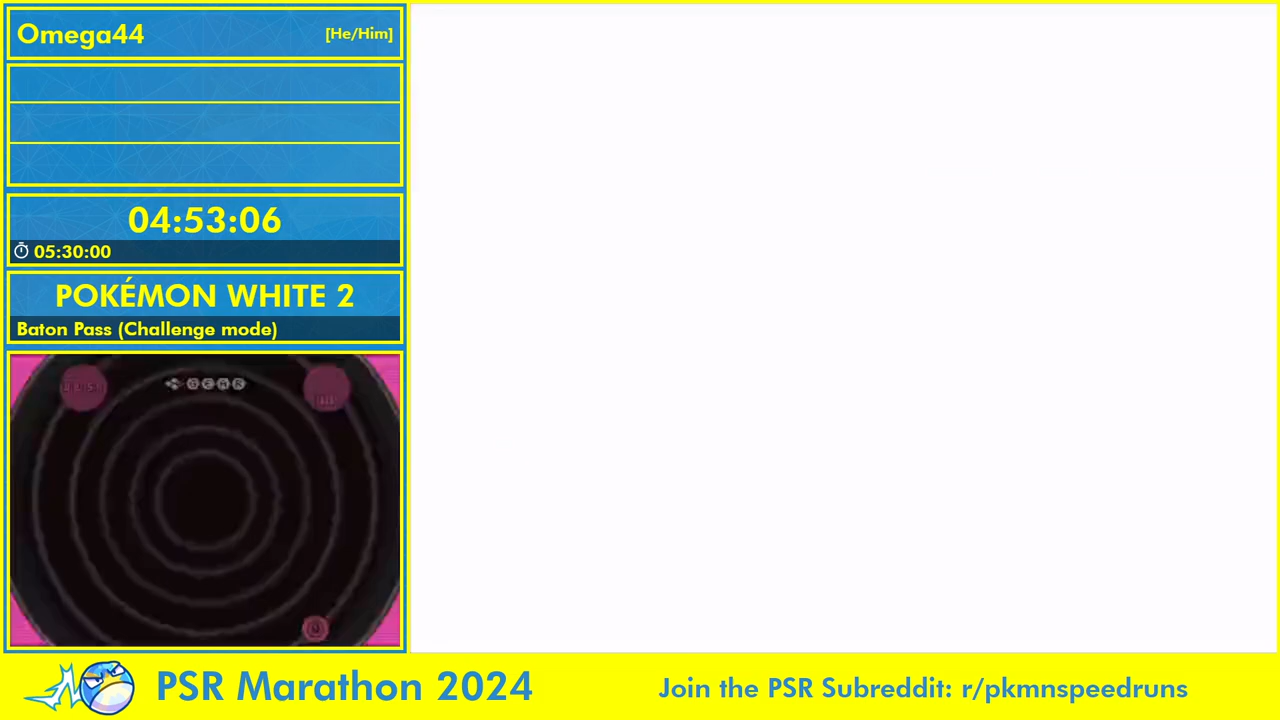 Omega44
[He/Him]
04:53:06
05:30:00
POKÉMON WHITE 2
Baton Pass (Challenge mode)
GEAR
PSR Marathon 2024
Join the PSR Subreddit: r/pkmnspeedruns